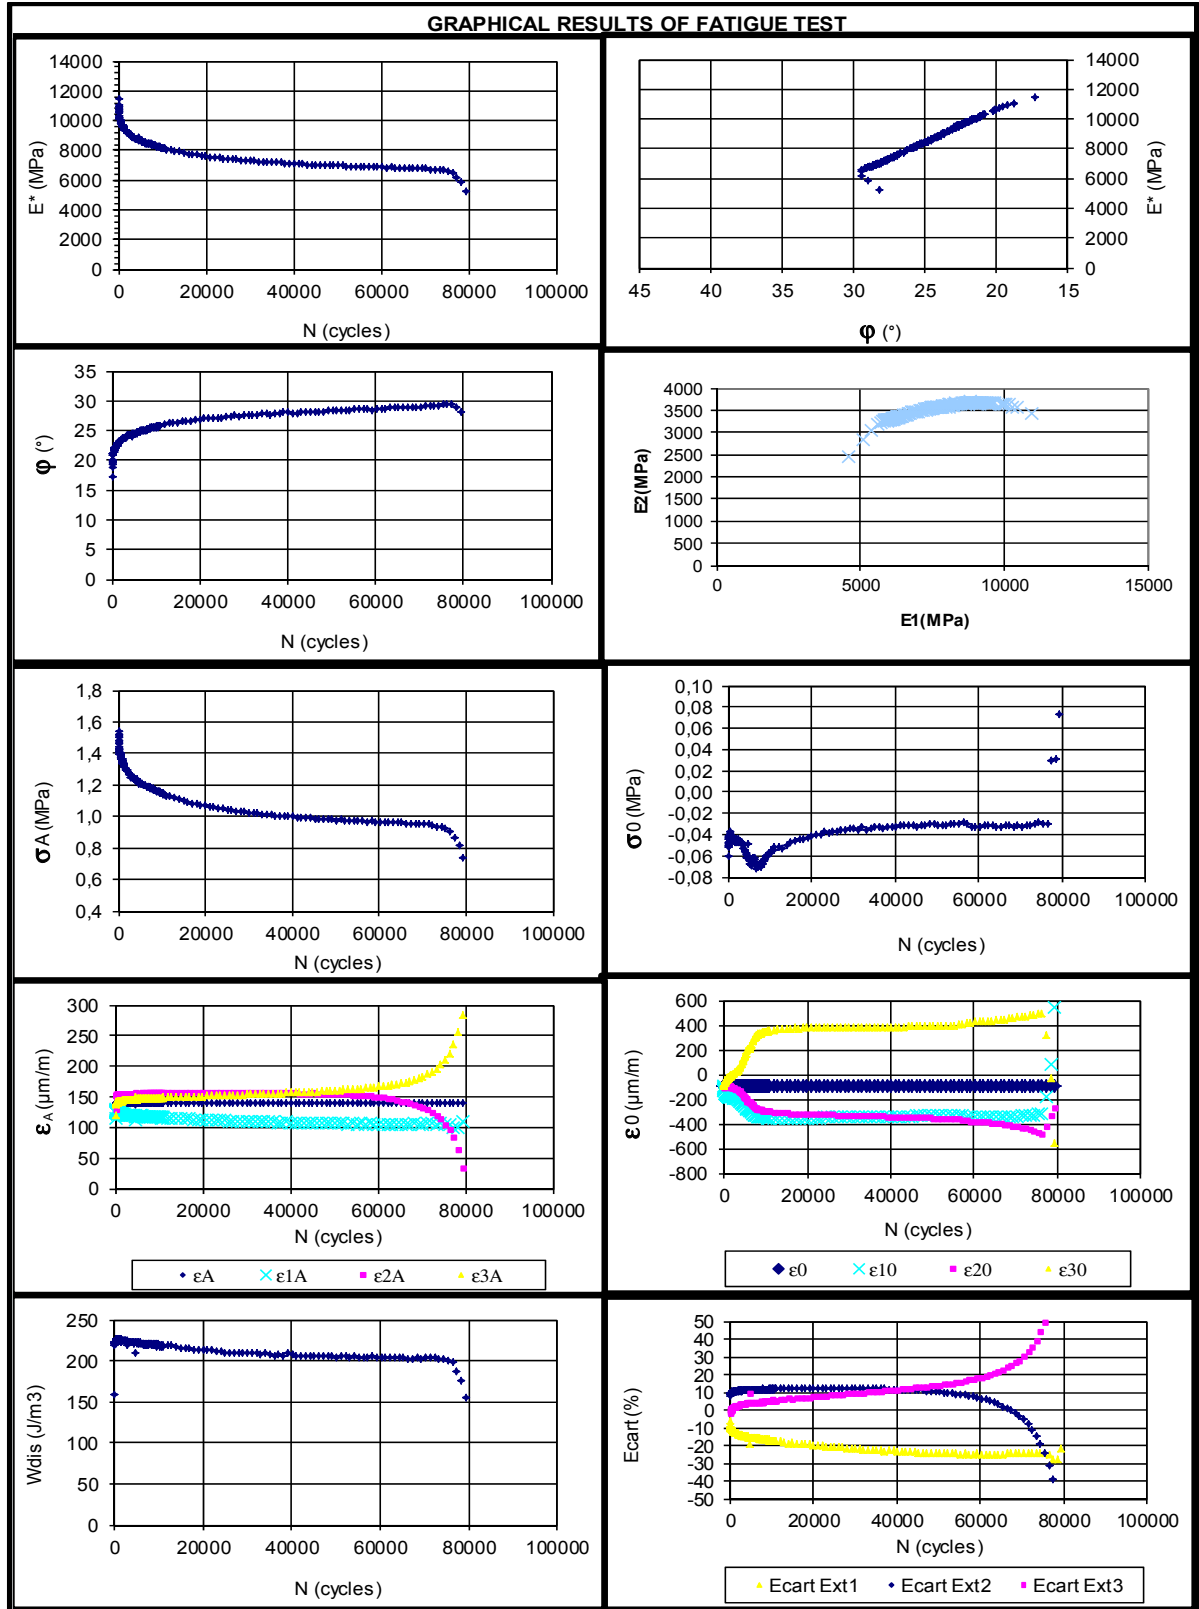 GRAPHICAL RESULTS OF FATIGUE TEST
14000
12000
10000
8000
6000
4000
2000
0
E* (MPa)
0 20000 40000 60000 80000 100000
N (cycles)
14000
12000
10000
8000
6000
4000
2000
0
E* (MPa)
45 40 35 30 25 20 15
φ (°)
35
30
25
20
15
10
5
0
φ (°)
0 20000 40000 60000 80000 100000
N (cycles)
4000
3500
3000
2500
2000
1500
1000
500
0
E2(MPa)
0 5000 10000 15000
E1(MPa)
1,8
1,6
1,4
1,2
1,0
0,8
0,6
0,4
σA (MPa)
0 20000 40000 60000 80000 100000
N (cycles)
0,10
0,08
0,06
0,04
0,02
0,00
-0,02
-0,04
-0,06
-0,08
σ0 (MPa)
0 20000 40000 60000 80000 100000
N (cycles)
300
250
200
150
100
50
0
εA (µm/m)
0 20000 40000 60000 80000 100000
N (cycles)
εA ε1A ε2A ε3A
600
400
200
0
-200
-400
-600
-800
ε0 (µm/m)
0 20000 40000 60000 80000 100000
N (cycles)
ε0 ε10 ε20 ε30
250
200
150
100
50
0
Wdis (J/m3)
0 20000 40000 60000 80000 100000
N (cycles)
50
40
30
20
10
0
-10
-20
-30
-40
-50
Ecart (%)
0 20000 40000 60000 80000 100000
N (cycles)
Ecart Ext1 Ecart Ext2 Ecart Ext3